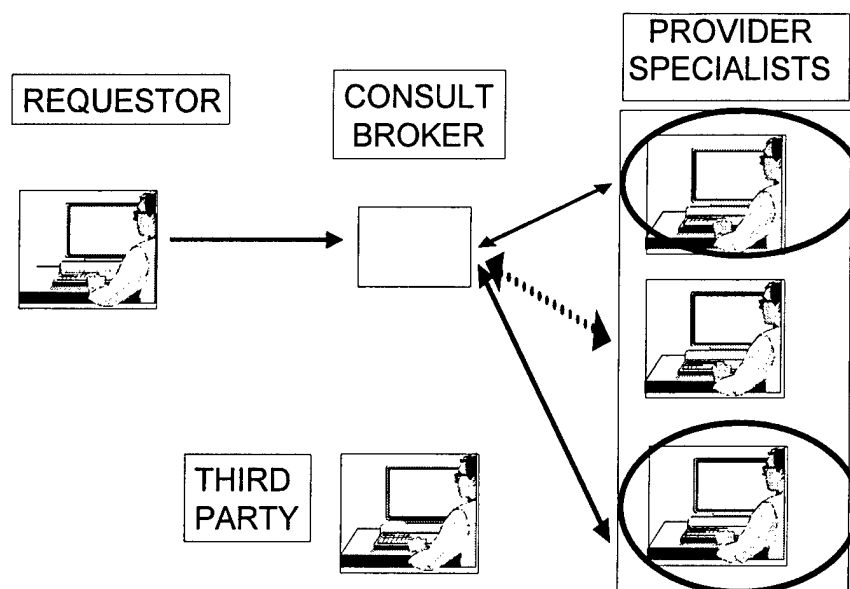 REQUESTOR
CONSULT
BROKER
PROVIDER
SPECIALISTS
THIRD
PARTY